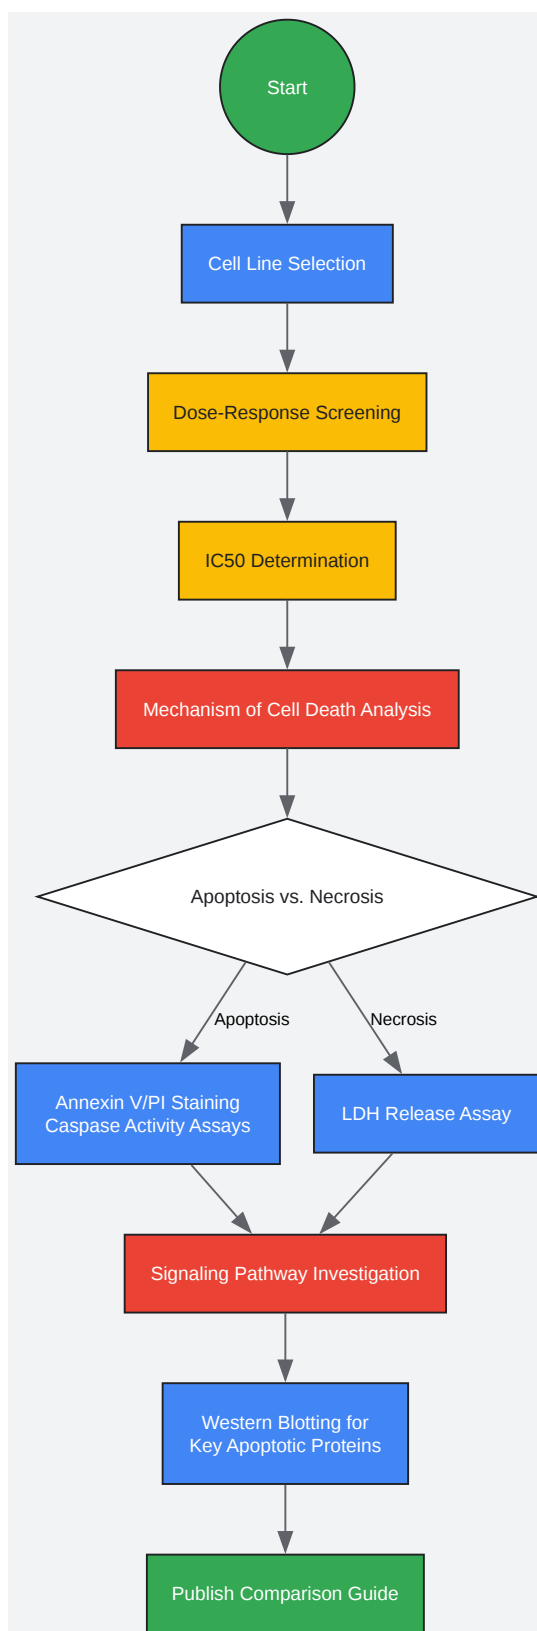 Start
Cell Line Selection
Dose-Response Screening
IC50 Determination
Mechanism of Cell Death Analysis
Apoptosis vs. Necrosis
Apoptosis
Necrosis
Annexin V/PI Staining
Caspase Activity Assays
LDH Release Assay
Signaling Pathway Investigation
Western Blotting for
Key Apoptotic Proteins
Publish Comparison Guide